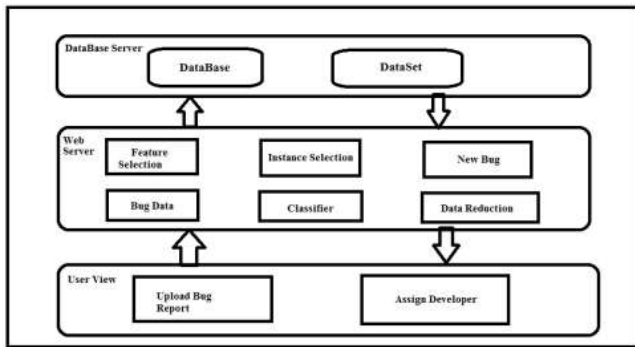 DataBase Server
DataBase
DataSet
Web
Server
Feature
Selection
Instance Selection
New Bug
Bug Data
Classifier
Data Reduction
User View
Upload Bug
Report
Assign Developer